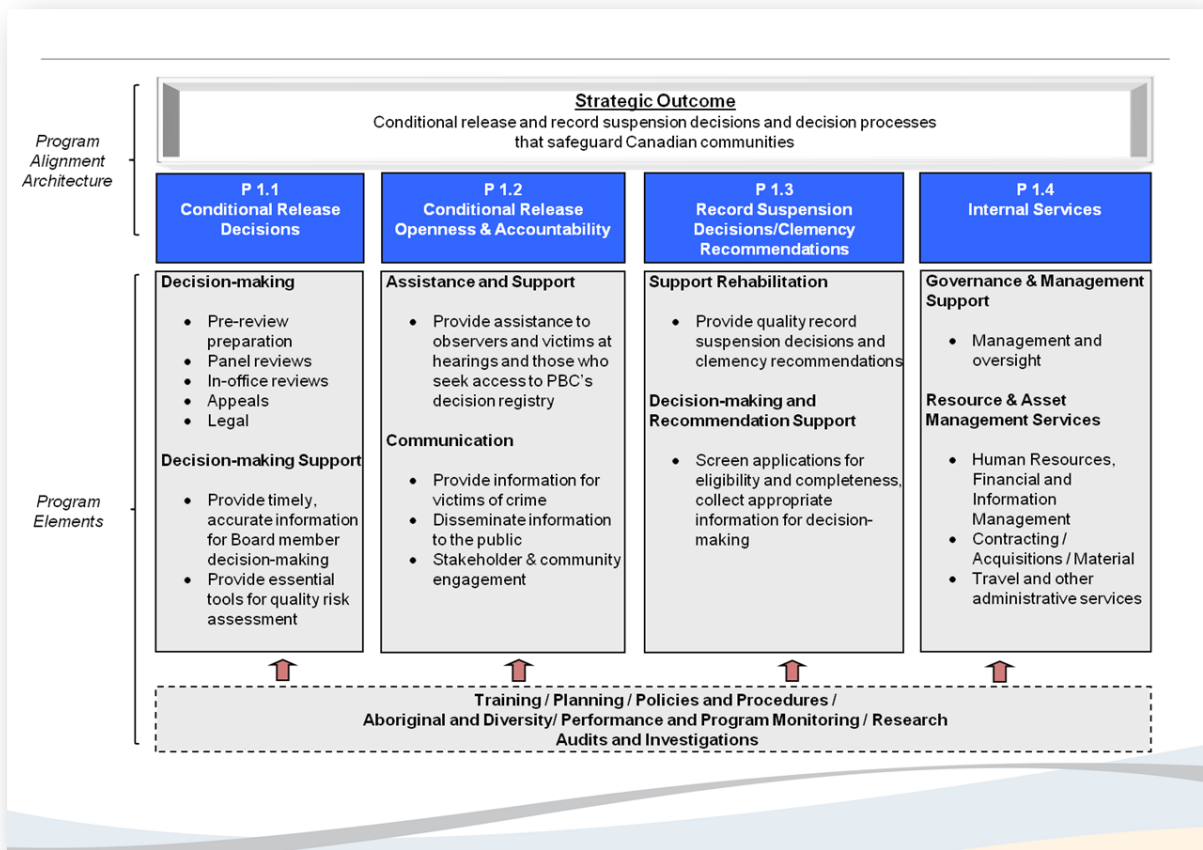 Strategic Outcome
Conditional release and record suspension decisions and decision processes
that safeguard Canadian communities
Program
Alignment
Architecture
P 1.1
Conditional Release
Decisions
P 1.2
Conditional Release
Openness & Accountability
P 1.3
Record Suspension
Decisions/Clemency
Recommendations
P 1.4
Internal Services
Program
Elements
Decision-making
• Pre-review
preparation
• Panel reviews
• In-office reviews
• Appeals
• Legal
Decision-making Support
• Provide timely,
accurate information
for Board member
decision-making
• Provide essential
tools for quality risk
assessment
Assistance and Support
• Provide assistance to
observers and victims at
hearings and those who
seek access to PBC's
decision registry
Communication
• Provide information for
victims of crime
• Disseminate information
to the public
• Stakeholder & community
engagement
Support Rehabilitation
• Provide quality record
suspension decisions and
clemency recommendations
Decision-making and
Recommendation Support
• Screen applications for
eligibility and completeness,
collect appropriate
information for decision-
making
Governance & Management
Support
• Management and
oversight
Resource & Asset
Management Services
• Human Resources,
Financial and
Information
Management
• Contracting /
Acquisitions / Material
• Travel and other
administrative services
Training / Planning / Policies and Procedures /
Aboriginal and Diversity/ Performance and Program Monitoring / Research
Audits and Investigations